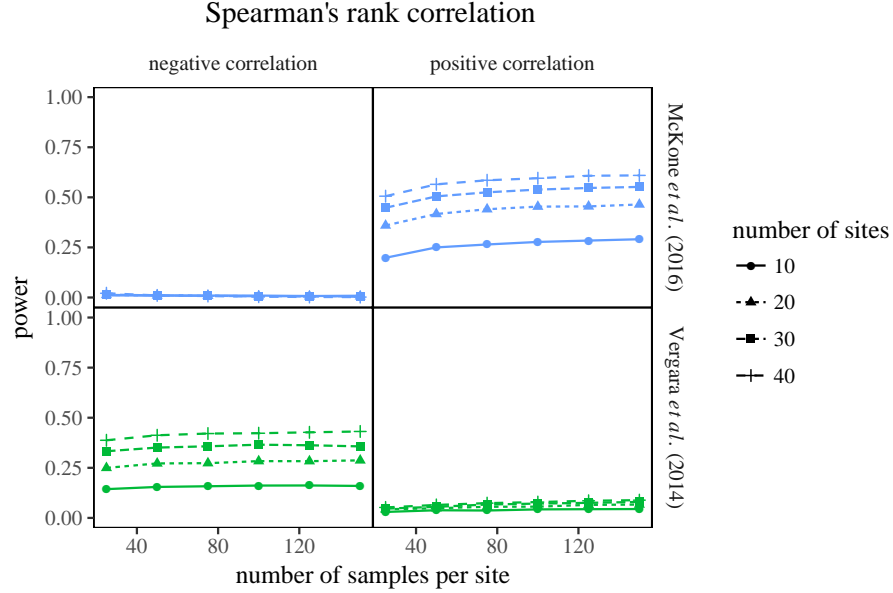 Spearman's rank correlation
negative correlation
positive correlation
1.00
0.75
0.50
0.25
0.00
McKone et al. (2016)
1.00
0.75
0.50
0.25
0.00
Vergara et al. (2014)
power
40
80
120
40
80
120
number of samples per site
number of sites
10
20
30
40